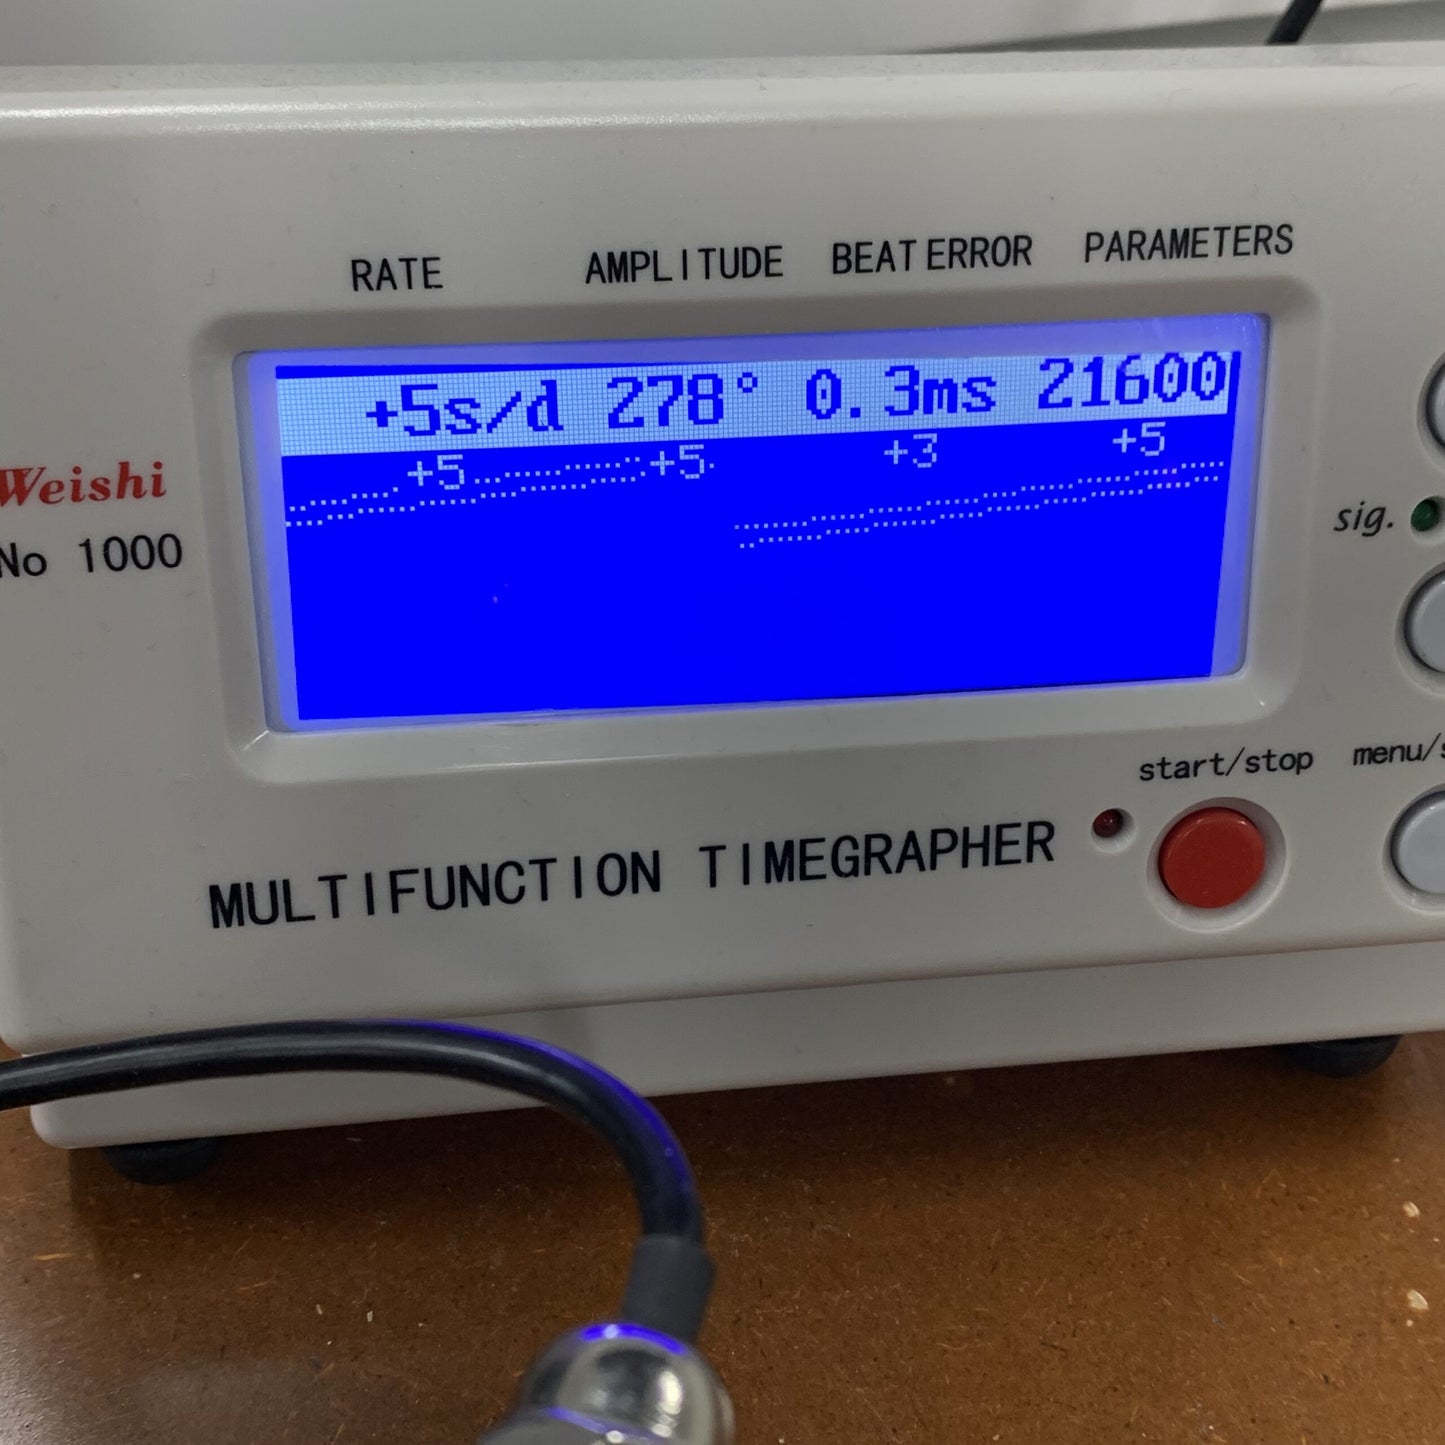 RATE AMPLITUDE BEAT ERROR PARAMETERS
+5s/d 278° 0.3ms 21600
+5 +5 +3 +5
Weishi
No 1000
sig.
start/stop menu/s
MULTIFUNCTION TIMEGRAPHER